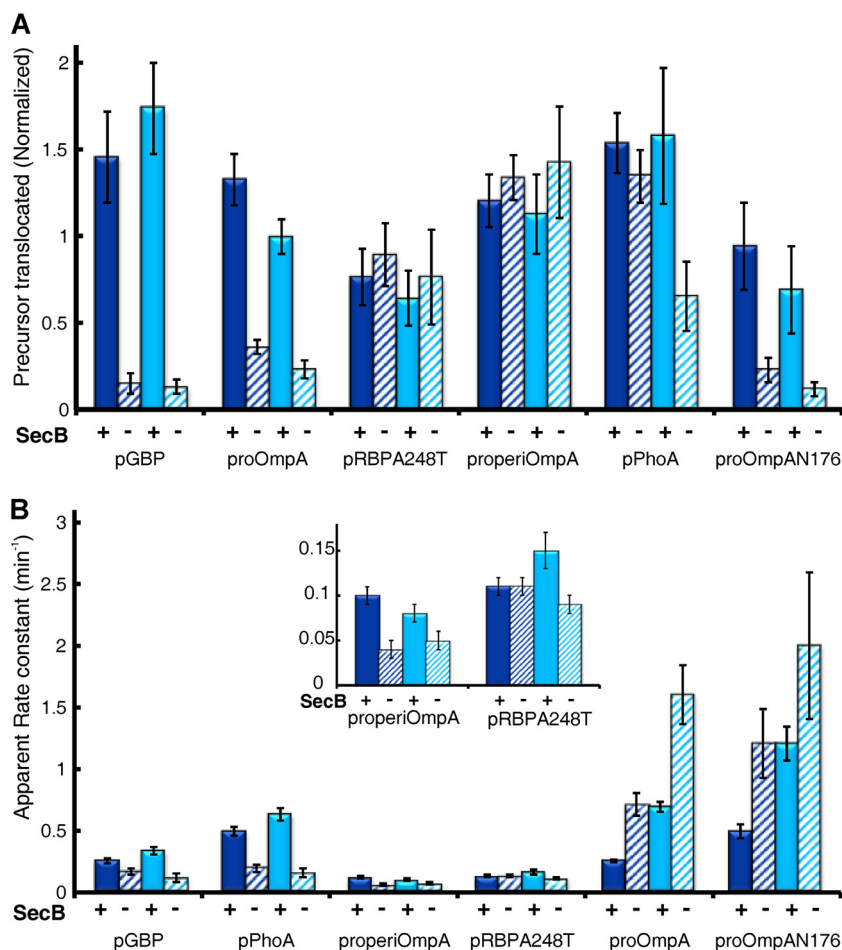 A
Precursor translocated (Normalized)
2
1.5
1
0.5
0
SecB + - + - + - + - + - + - + - + - + - + - + - + -
pGBP proOmpA pRBPA248T properiOmpA pPhoA proOmpAN176
B
Apparent Rate constant (min⁻¹)
3
2.5
2
1.5
1
0.5
0
0.15
0.1
0.05
0
SecB + - + - + - + -
properiOmpA pRBPA248T
SecB + - + - + - + - + - + - + - + - + - + - + - + -
pGBP pPhoA properiOmpA pRBPA248T proOmpA proOmpAN176